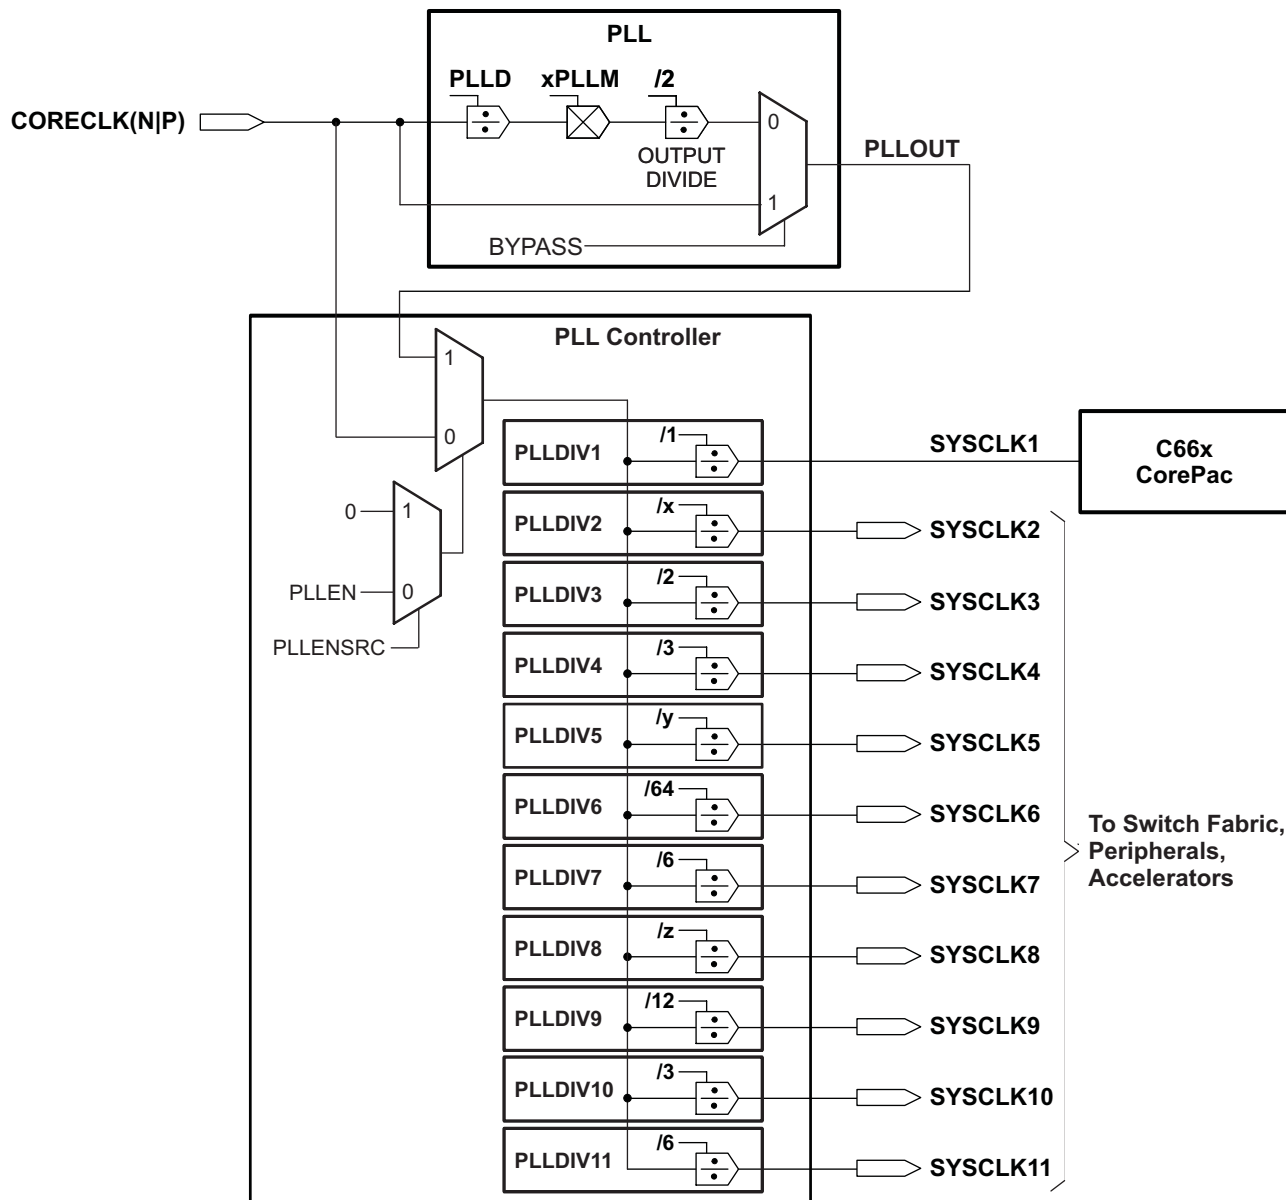 PLL
PLLD xPLLM /2
CORECLK(N|P)
0
OUTPUT
DIVIDE
PLLOUT
1
BYPASS
PLL Controller
1
0
PLLDIV1 /1 SYSCLK1
C66x
CorePac
0 1
PLLEN 0
PLLENSRC
PLLDIV2 /x SYSCLK2
PLLDIV3 /2 SYSCLK3
PLLDIV4 /3 SYSCLK4
PLLDIV5 /y SYSCLK5
PLLDIV6 /64 SYSCLK6
To Switch Fabric,
Peripherals,
Accelerators
PLLDIV7 /6 SYSCLK7
PLLDIV8 /z SYSCLK8
PLLDIV9 /12 SYSCLK9
PLLDIV10 /3 SYSCLK10
PLLDIV11 /6 SYSCLK11